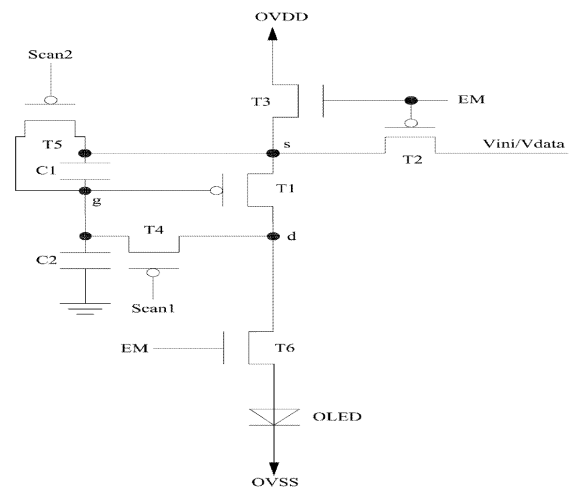 OVDD
Scan2
T3
EM
T5
s
T2
Vini/Vdata
C1
g
T1
T4
d
C2
Scan1
EM
T6
OLED
OVSS